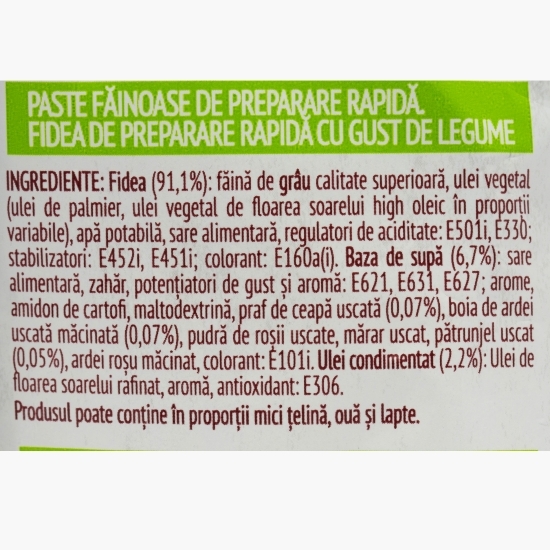 PASTE FĂINOASE DE PREPARARE RAPIDĂ.
FIDEA DE PREPARARE RAPIDĂ CU GUST DE LEGUME
INGREDIENTE: Fidea (91,1%): făină de grâu calitate superioară, ulei vegetal
(ulei de palmier, ulei vegetal de floarea soarelui high oleic în proporții
variabile), apă potabilă, sare alimentară, regulatori de aciditate: E501i, E330;
stabilizatori: E452i, E451i; colorant: E160a(i). Baza de supă (6,7%): sare
alimentară, zahăr, potențiatori de gust și aromă: E621, E631, E627; arome,
amidon de cartofi, maltodextrină, praf de ceapă uscată (0,07%), boia de ardei
uscată măcinată (0,07%), pudră de roșii uscate, mărar uscat, pătrunjel uscat
(0,05%), ardei roșu măcinat, colorant: E101i. Ulei condimentat (2,2%): Ulei de
floarea soarelui rafinat, aromă, antioxidant: E306.
Produsul poate conține în proporții mici țelină, ouă și lapte.